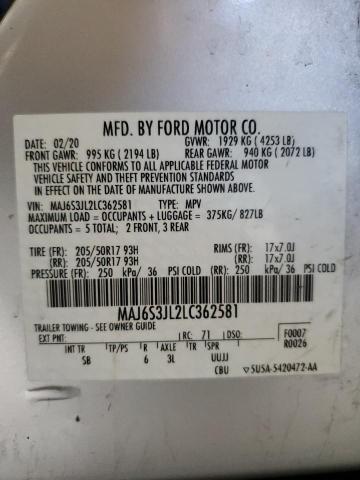 MFD. BY FORD MOTOR CO.
DATE: 02/20 GVWR: 1929 KG ( 4253 LB)
FRONT GAWR: 995 KG ( 2194 LB) REAR GAWR: 940 KG ( 2072 LB)
THIS VEHICLE CONFORMS TO ALL APPLICABLE FEDERAL MOTOR
VEHICLE SAFETY AND THEFT PREVENTION STANDARDS
IN EFFECT ON THE DATE OF MANUFACTURE SHOWN ABOVE.
VIN: MAJ6S3JL2LC362581 TYPE: MPV
MAXIMUM LOAD = OCCUPANTS + LUGGAGE = 375KG/ 827LB
OCCUPANTS = 5 TOTAL; 2 FRONT, 3 REAR
TIRE (FR): 205/50R17 93H RIMS (FR): 17x7.0J
(RR): 205/50R17 93H (RR): 17x7.0J
PRESSURE (FR) 250 kPa/ 36 PSI COLD (RR) 250 kPa/ 36 PSI COLD
MAJ6S3JL2LC362581
TRAILER TOWING - SEE OWNER GUIDE
EXT PNT: RC: 71 DSO: F0007
R0026
INT TR TP/PS R AXLE TR SPR
SB 6 3L UUJJ
CBU 5USA-5420472-AA